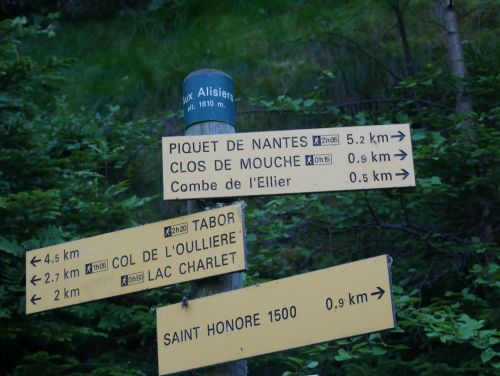 aux Alisiers
alt. 1610 m.
PIQUET DE NANTES 2h05 5.2 km →
CLOS DE MOUCHE 0h15 0.9 km →
Combe de l'Ellier 0.5 km →
← 4.5 km 2h20 TABOR
← 2.7 km 1h05 COL DE L'OULLIERE
← 2 km 0h50 LAC CHARLET
SAINT HONORE 1500 0,9 km →